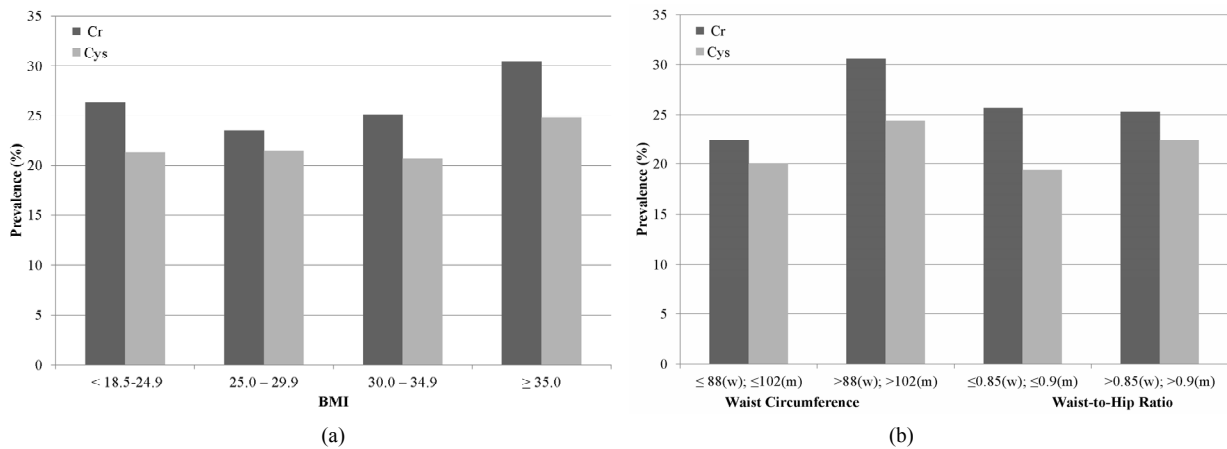 35
30
25
20
15
10
5
0
Prevalence (%)
Cr
Cys
< 18.5-24.9
25.0 – 29.9
30.0 – 34.9
≥ 35.0
BMI
(a)
35
30
25
20
15
10
5
0
Prevalence (%)
Cr
Cys
≤ 88(w); ≤102(m)
>88(w); >102(m)
≤0.85(w); ≤0.9(m)
>0.85(w); >0.9(m)
Waist Circumference
Waist-to-Hip Ratio
(b)